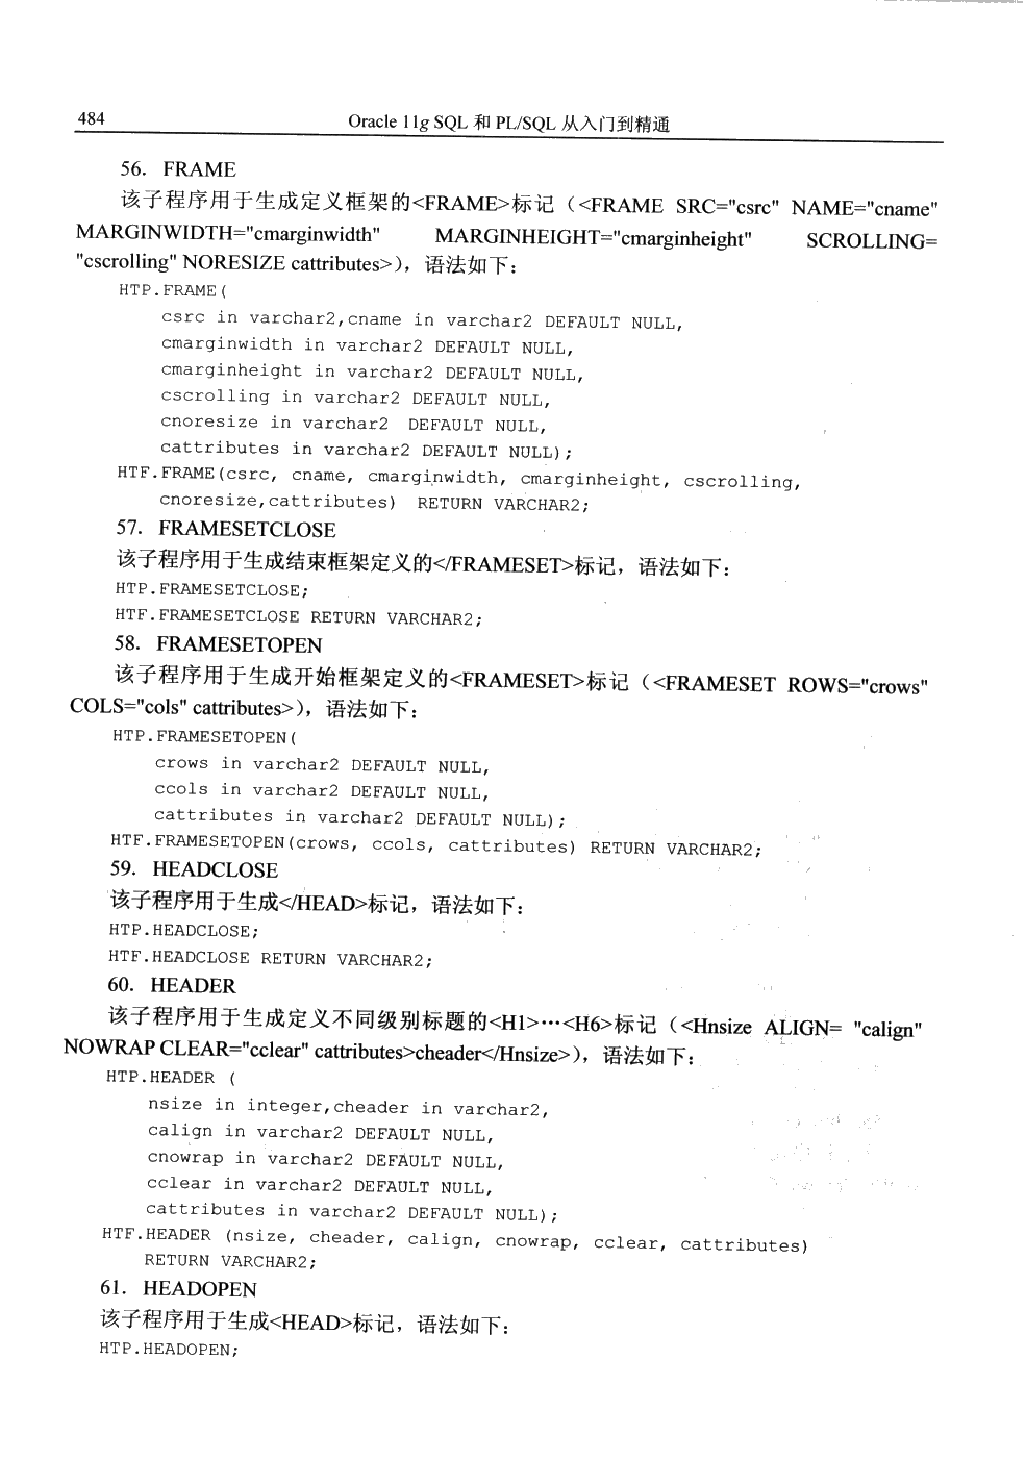 484 Oracle 11g SQL 和 PL/SQL 从入门到精通
56. FRAME
该子程序用于生成定义框架的<FRAME>标记（<FRAME SRC="csrc" NAME="cname"
MARGINWIDTH="cmarginwidth" MARGINHEIGHT="cmarginheight" SCROLLING=
"cscrolling" NORESIZE cattributes>），语法如下：
HTP.FRAME(
csrc in varchar2,cname in varchar2 DEFAULT NULL,
cmarginwidth in varchar2 DEFAULT NULL,
cmarginheight in varchar2 DEFAULT NULL,
cscrolling in varchar2 DEFAULT NULL,
cnoresize in varchar2 DEFAULT NULL,
cattributes in varchar2 DEFAULT NULL);
HTF.FRAME(csrc, cname, cmarginwidth, cmarginheight, cscrolling,
cnoresize,cattributes) RETURN VARCHAR2;
57. FRAMESETCLOSE
该子程序用于生成结束框架定义的</FRAMESET>标记，语法如下：
HTP.FRAMESETCLOSE;
HTF.FRAMESETCLOSE RETURN VARCHAR2;
58. FRAMESETOPEN
该子程序用于生成开始框架定义的<FRAMESET>标记（<FRAMESET ROWS="crows"
COLS="cols" cattributes>），语法如下：
HTP.FRAMESETOPEN(
crows in varchar2 DEFAULT NULL,
ccols in varchar2 DEFAULT NULL,
cattributes in varchar2 DEFAULT NULL);
HTF.FRAMESETOPEN(crows, ccols, cattributes) RETURN VARCHAR2;
59. HEADCLOSE
该子程序用于生成</HEAD>标记，语法如下：
HTP.HEADCLOSE;
HTF.HEADCLOSE RETURN VARCHAR2;
60. HEADER
该子程序用于生成定义不同级别标题的<H1>…<H6>标记（<Hnsize ALIGN= "calign"
NOWRAP CLEAR="cclear" cattributes>cheader</Hnsize>），语法如下：
HTP.HEADER (
nsize in integer,cheader in varchar2,
calign in varchar2 DEFAULT NULL,
cnowrap in varchar2 DEFAULT NULL,
cclear in varchar2 DEFAULT NULL,
cattributes in varchar2 DEFAULT NULL);
HTF.HEADER (nsize, cheader, calign, cnowrap, cclear, cattributes)
RETURN VARCHAR2;
61. HEADOPEN
该子程序用于生成<HEAD>标记，语法如下：
HTP.HEADOPEN;